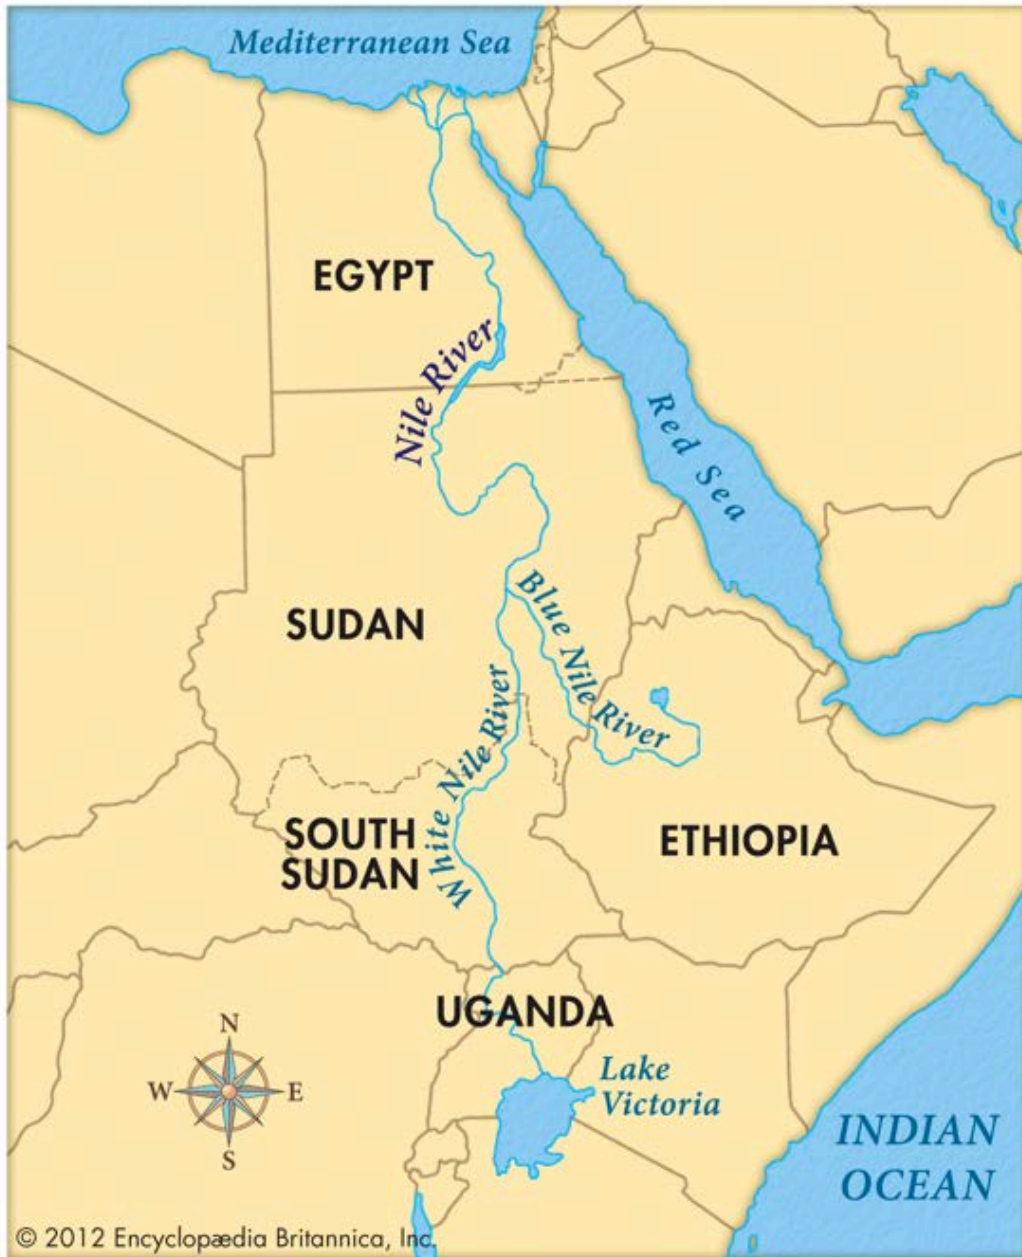 Mediterranean Sea
EGYPT
Nile River
Red Sea
SUDAN
Blue Nile River
White Nile River
SOUTH
SUDAN
ETHIOPIA
UGANDA
N
W
E
S
Lake
Victoria
INDIAN
OCEAN
© 2012 Encyclopædia Britannica, Inc.